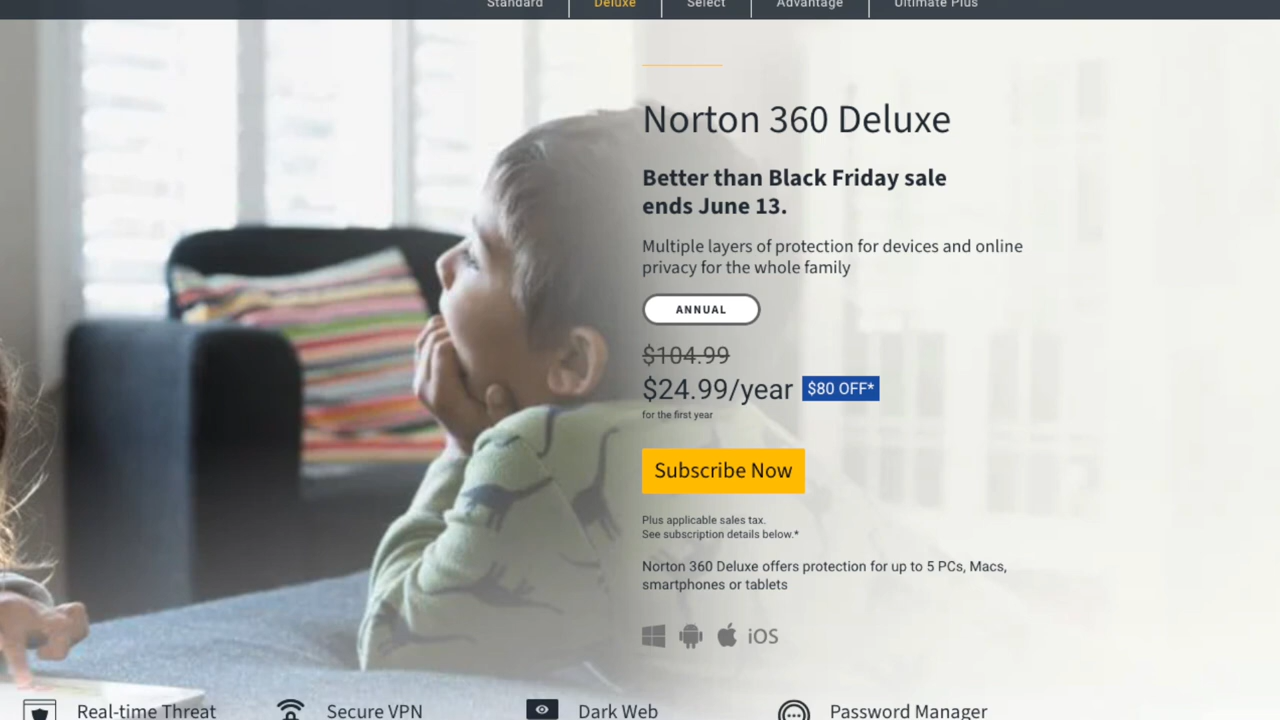 Standard
Deluxe
Select
Advantage
Ultimate Plus
Norton 360 Deluxe
Better than Black Friday sale
ends June 13.
Multiple layers of protection for devices and online
privacy for the whole family
ANNUAL
$104.99
$24.99/year $80 OFF*
for the first year
Subscribe Now
Plus applicable sales tax.
See subscription details below.*
Norton 360 Deluxe offers protection for up to 5 PCs, Macs,
smartphones or tablets
iOS
Real-time Threat
Secure VPN
Dark Web
Password Manager